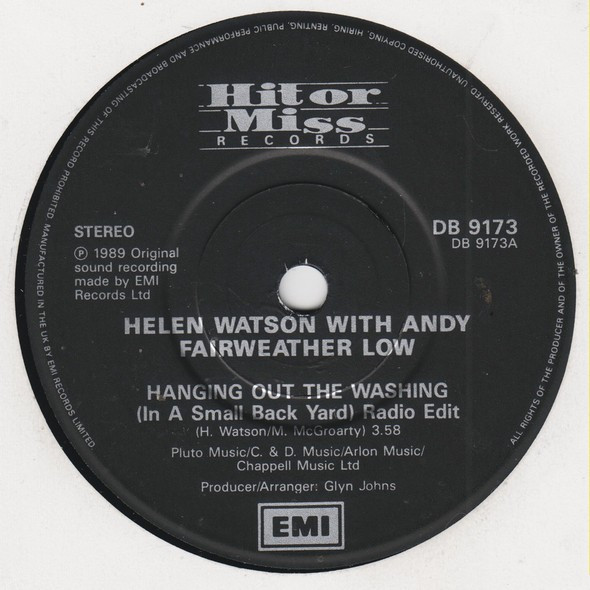 Hit or
Miss
RECORDS
STEREO
Ⓟ 1989 Original
sound recording
made by EMI
Records Ltd
DB 9173
DB 9173A
HELEN WATSON WITH ANDY
FAIRWEATHER LOW
HANGING OUT THE WASHING
(In A Small Back Yard) Radio Edit
(H. Watson/M. McGroarty) 3.58
Pluto Music/C. & D. Music/Arlon Music/
Chappell Music Ltd
Producer/Arranger: Glyn Johns
EMI
ALL RIGHTS OF THE PRODUCER AND OF THE OWNER OF THE RECORDED WORK RESERVED. UNAUTHORISED COPYING, HIRING, RENTING, PUBLIC PERFORMANCE AND BROADCASTING OF THIS RECORD PROHIBITED. MANUFACTURED IN THE UK BY EMI RECORDS LIMITED